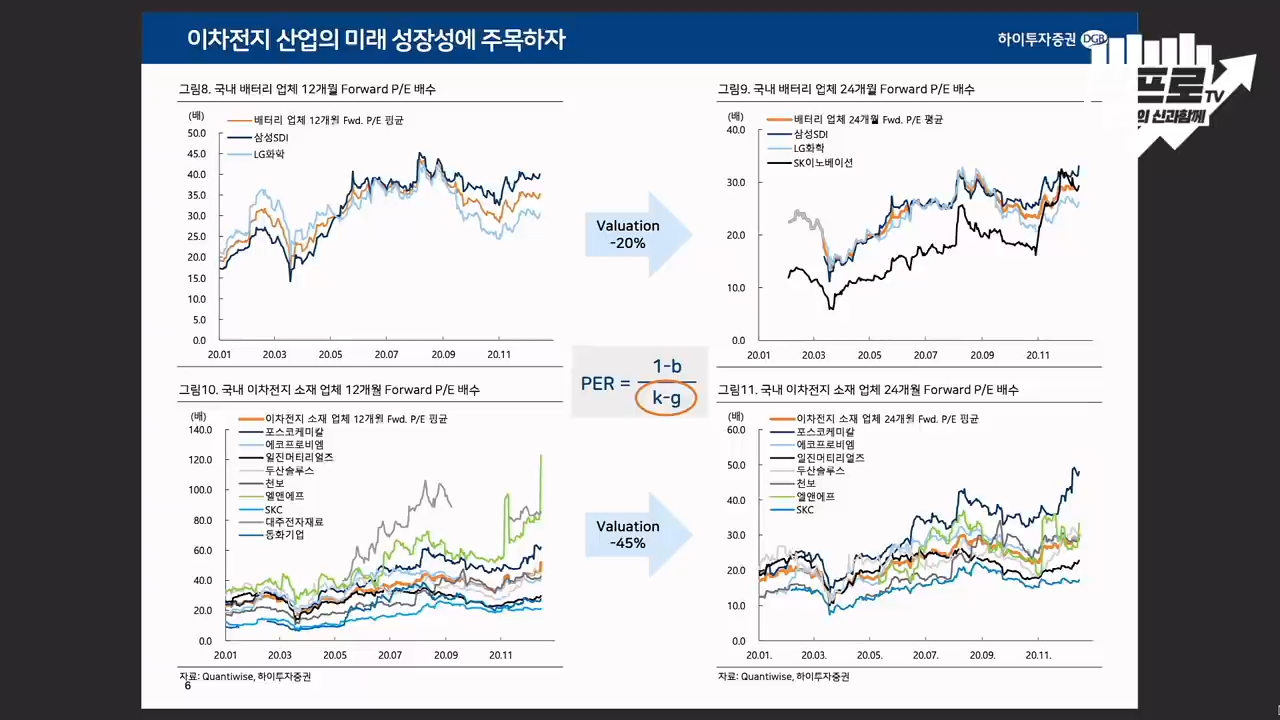 이차전지 산업의 미래 성장성에 주목하자
하이투자증권 DGB
프로TV
의 신과함께
그림8. 국내 배터리 업체 12개월 Forward P/E 배수
(배)
배터리 업체 12개월 Fwd. P/E 평균
삼성SDI
LG화학
50.0
45.0
40.0
35.0
30.0
25.0
20.0
15.0
10.0
5.0
0.0
20.01 20.03 20.05 20.07 20.09 20.11
Valuation
-20%
그림9. 국내 배터리 업체 24개월 Forward P/E 배수
(배)
배터리 업체 24개월 Fwd. P/E 평균
삼성SDI
LG화학
SK이노베이션
40.0
30.0
20.0
10.0
0.0
20.01 20.03 20.05 20.07 20.09 20.11
PER = 1-b
k-g
그림10. 국내 이차전지 소재 업체 12개월 Forward P/E 배수
(배)
이차전지 소재 업체 12개월 Fwd. P/E 평균
포스코케미칼
에코프로비엠
일진머티리얼즈
두산솔루스
천보
엘앤에프
SKC
대주전자재료
동화기업
140.0
120.0
100.0
80.0
60.0
40.0
20.0
0.0
20.01 20.03 20.05 20.07 20.09 20.11
Valuation
-45%
그림11. 국내 이차전지 소재 업체 24개월 Forward P/E 배수
(배)
이차전지 소재 업체 24개월 Fwd. P/E 평균
포스코케미칼
에코프로비엠
일진머티리얼즈
두산솔루스
천보
엘앤에프
SKC
60.0
50.0
40.0
30.0
20.0
10.0
0.0
20.01. 20.03. 20.05. 20.07. 20.09. 20.11.
자료: Quantiwise, 하이투자증권
자료: Quantiwise, 하이투자증권
6